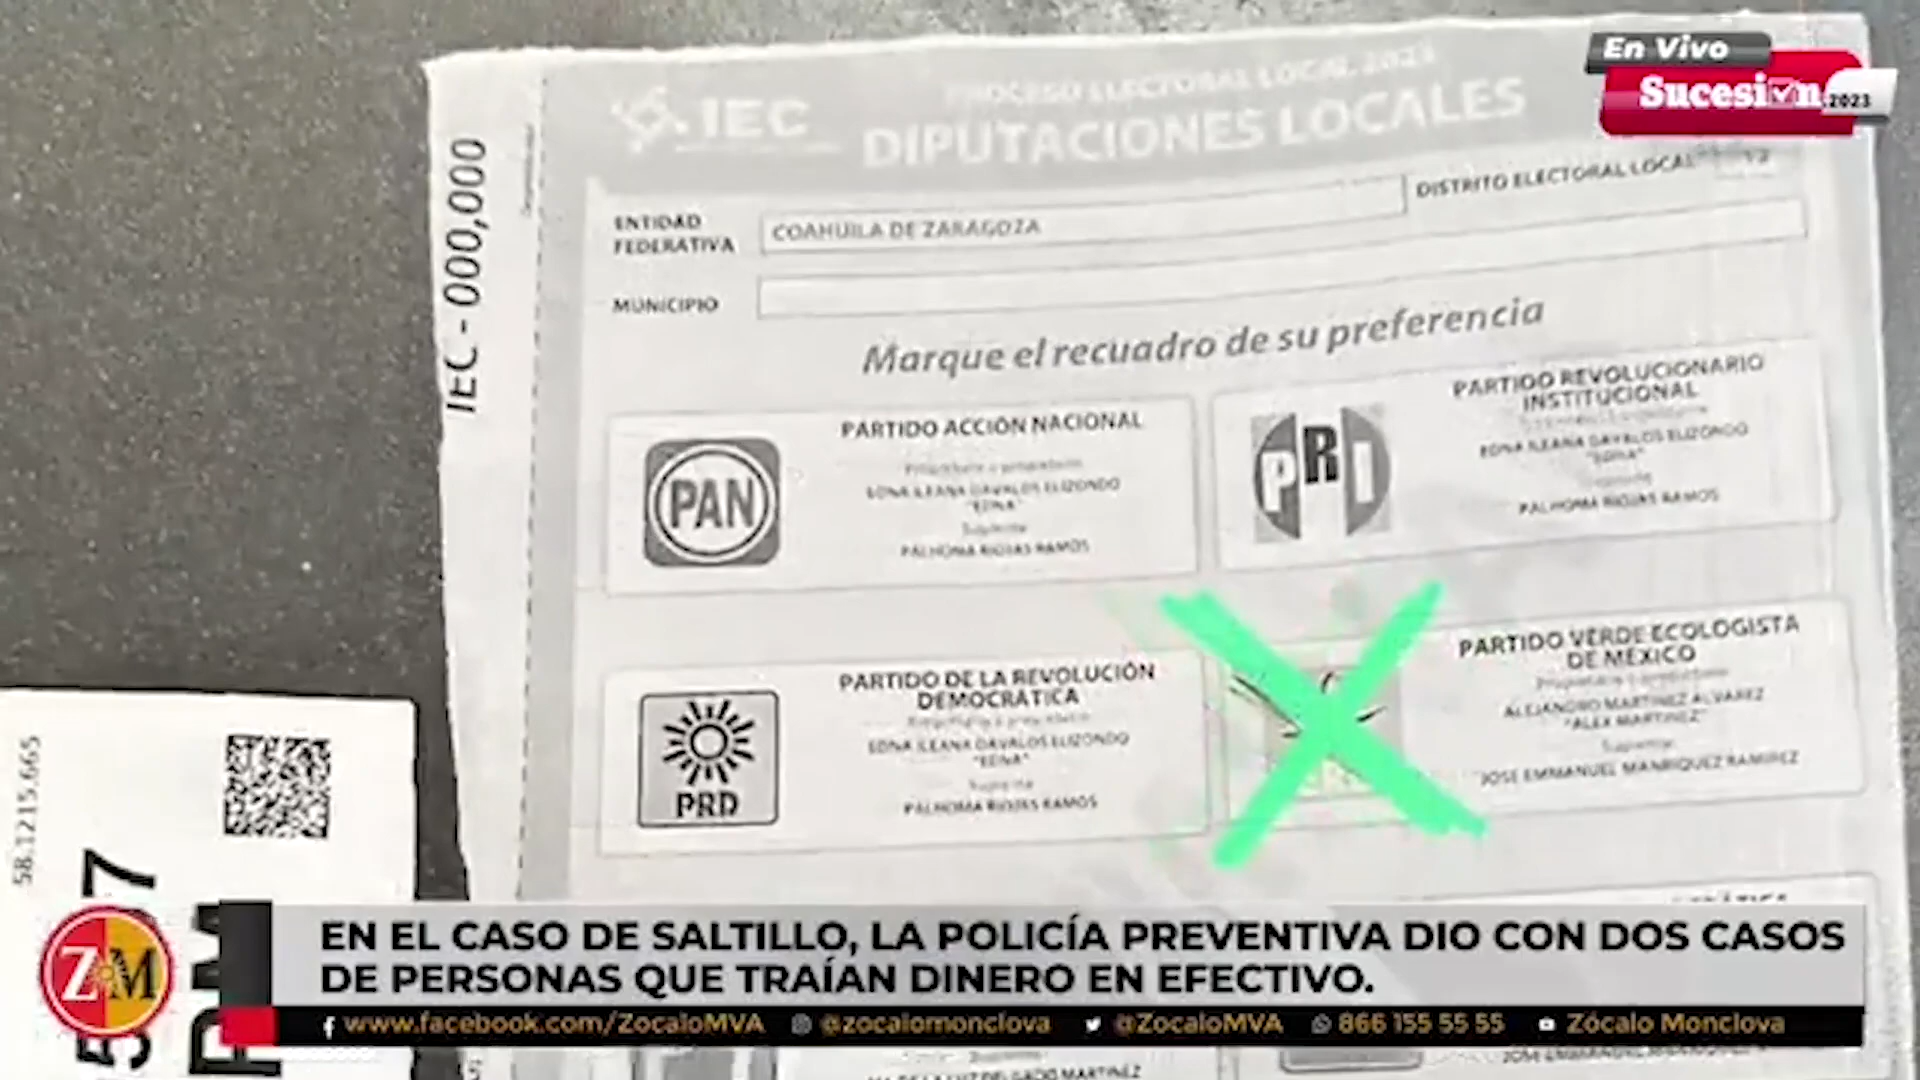 En Vivo
Sucesión 2023
IEC
PROCESO ELECTORAL LOCAL 2023
DIPUTACIONES LOCALES
IEC - 000,000
ENTIDAD FEDERATIVA
COAHUILA DE ZARAGOZA
DISTRITO ELECTORAL LOCAL
MUNICIPIO
Marque el recuadro de su preferencia
PAN
PARTIDO ACCIÓN NACIONAL
EDNA ILEANA DAVALOS ELIZONDO
"EDNA"
Suplente
PALHOMA RIOJAS RAMOS
PRI
PARTIDO REVOLUCIONARIO
INSTITUCIONAL
EDNA ILEANA DAVALOS ELIZONDO
"EDNA"
Suplente
PALHOMA RIOJAS RAMOS
PRD
PARTIDO DE LA REVOLUCIÓN
DEMOCRÁTICA
EDNA ILEANA DAVALOS ELIZONDO
"EDNA"
Suplente
PALHOMA RIOJAS RAMOS
PARTIDO VERDE ECOLOGISTA
DE MÉXICO
ALEJANDRO MARTINEZ ALVAREZ
"ALEX MARTINEZ"
Suplente
JOSE EMMANUEL MANRIQUEZ RAMIREZ
58.1215.665
ZM
EN EL CASO DE SALTILLO, LA POLICÍA PREVENTIVA DIO CON DOS CASOS
DE PERSONAS QUE TRAÍAN DINERO EN EFECTIVO.
www.facebook.com/ZocaloMVA @zocalomonclova @ZocaloMVA 866 155 55 55 Zócalo Monclova